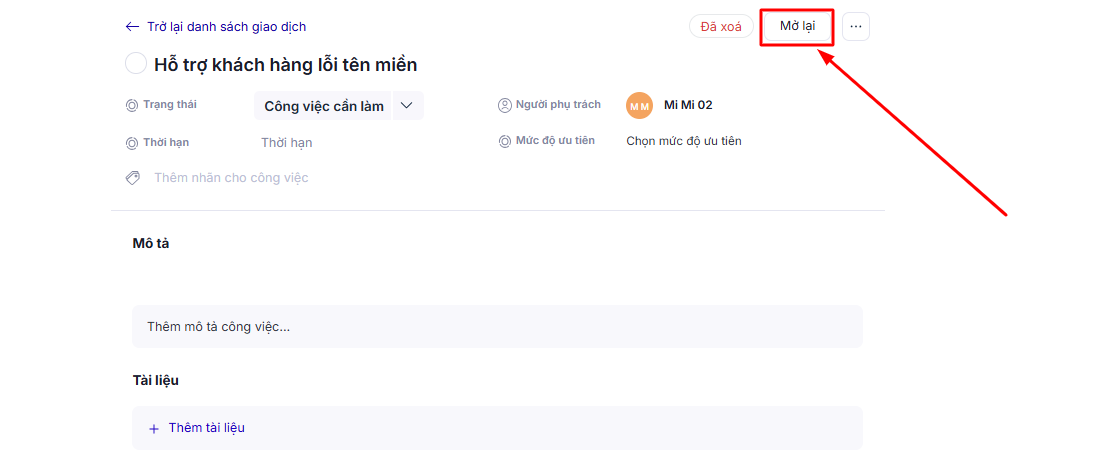 Trở lại danh sách giao dịch
Đã xoá
Mở lại
Hỗ trợ khách hàng lỗi tên miền
Trạng thái
Công việc cần làm
Người phụ trách
MM
Mi Mi 02
Thời hạn
Thời hạn
Mức độ ưu tiên
Chọn mức độ ưu tiên
Thêm nhãn cho công việc
Mô tả
Thêm mô tả công việc...
Tài liệu
+ Thêm tài liệu